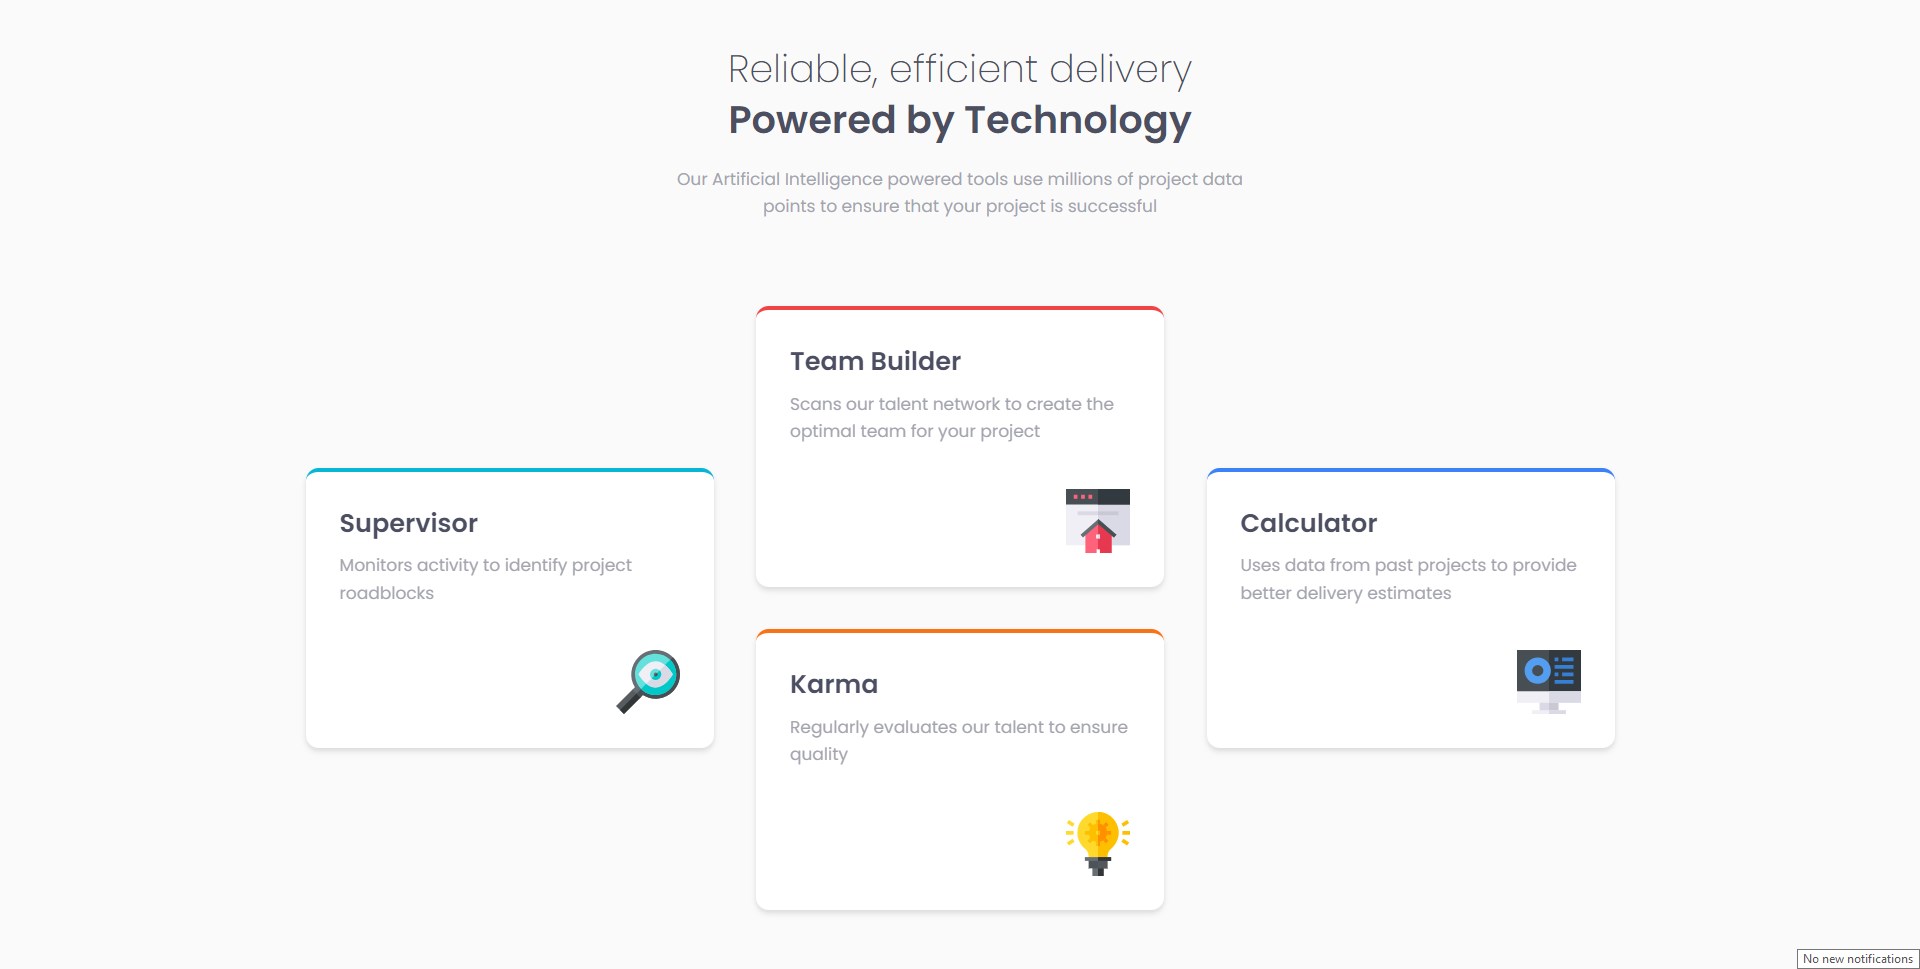 Reliable, efficient delivery
Powered by Technology
Our Artificial Intelligence powered tools use millions of project data
points to ensure that your project is successful
Supervisor
Monitors activity to identify project
roadblocks
Team Builder
Scans our talent network to create the
optimal team for your project
Karma
Regularly evaluates our talent to ensure
quality
Calculator
Uses data from past projects to provide
better delivery estimates
No new notifications